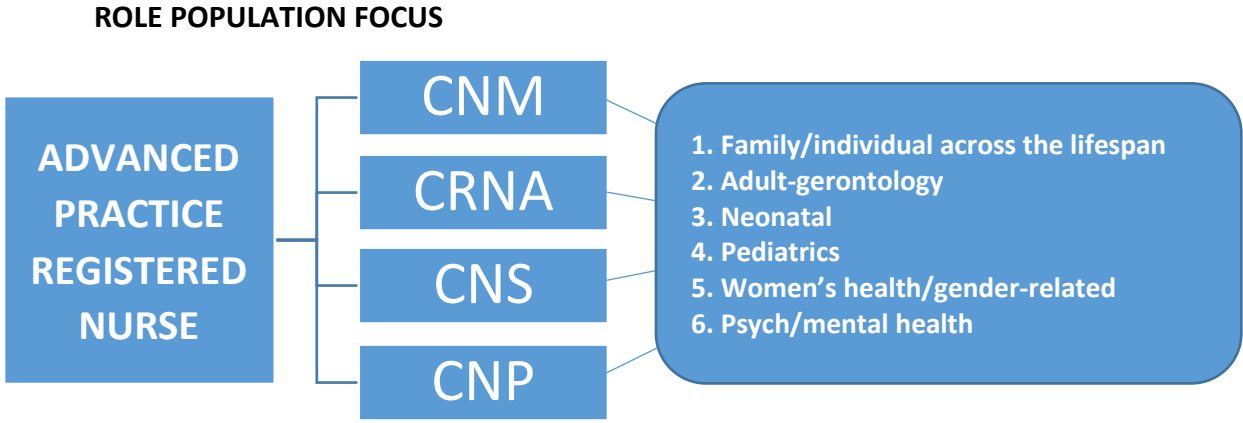 ROLE POPULATION FOCUS
ADVANCED
PRACTICE
REGISTERED
NURSE
CNM
CRNA
CNS
CNP
1. Family/individual across the lifespan
2. Adult-gerontology
3. Neonatal
4. Pediatrics
5. Women’s health/gender-related
6. Psych/mental health